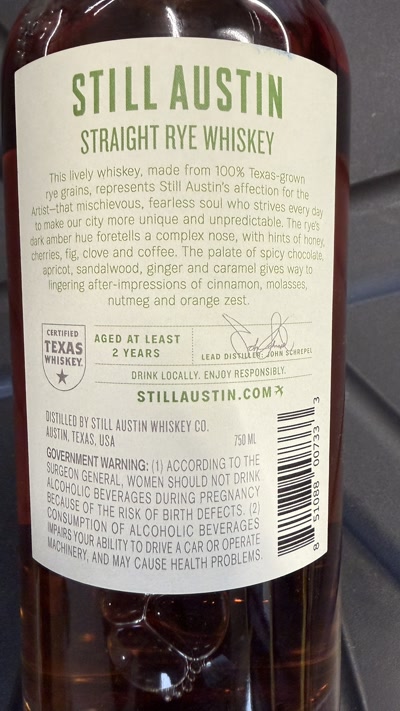 STILL AUSTIN
STRAIGHT RYE WHISKEY
This lively whiskey, made from 100% Texas-grown
rye grains, represents Still Austin's affection for the
Artist—that mischievous, fearless soul who strives every day
to make our city more unique and unpredictable. The rye's
dark amber hue foretells a complex nose, with hints of honey,
cherries, fig, clove and coffee. The palate of spicy chocolate,
apricot, sandalwood, ginger and caramel gives way to
lingering after-impressions of cinnamon, molasses,
nutmeg and orange zest.
CERTIFIED
TEXAS
WHISKEY.
AGED AT LEAST
2 YEARS
LEAD DISTILLER, JOHN SCHREPEL
DRINK LOCALLY. ENJOY RESPONSIBLY.
STILLAUSTIN.COM
DISTILLED BY STILL AUSTIN WHISKEY CO.
AUSTIN, TEXAS, USA
750 ML
GOVERNMENT WARNING: (1) ACCORDING TO THE
SURGEON GENERAL, WOMEN SHOULD NOT DRINK
ALCOHOLIC BEVERAGES DURING PREGNANCY
BECAUSE OF THE RISK OF BIRTH DEFECTS. (2)
CONSUMPTION OF ALCOHOLIC BEVERAGES
IMPAIRS YOUR ABILITY TO DRIVE A CAR OR OPERATE
MACHINERY, AND MAY CAUSE HEALTH PROBLEMS.
8 51088 00733 3